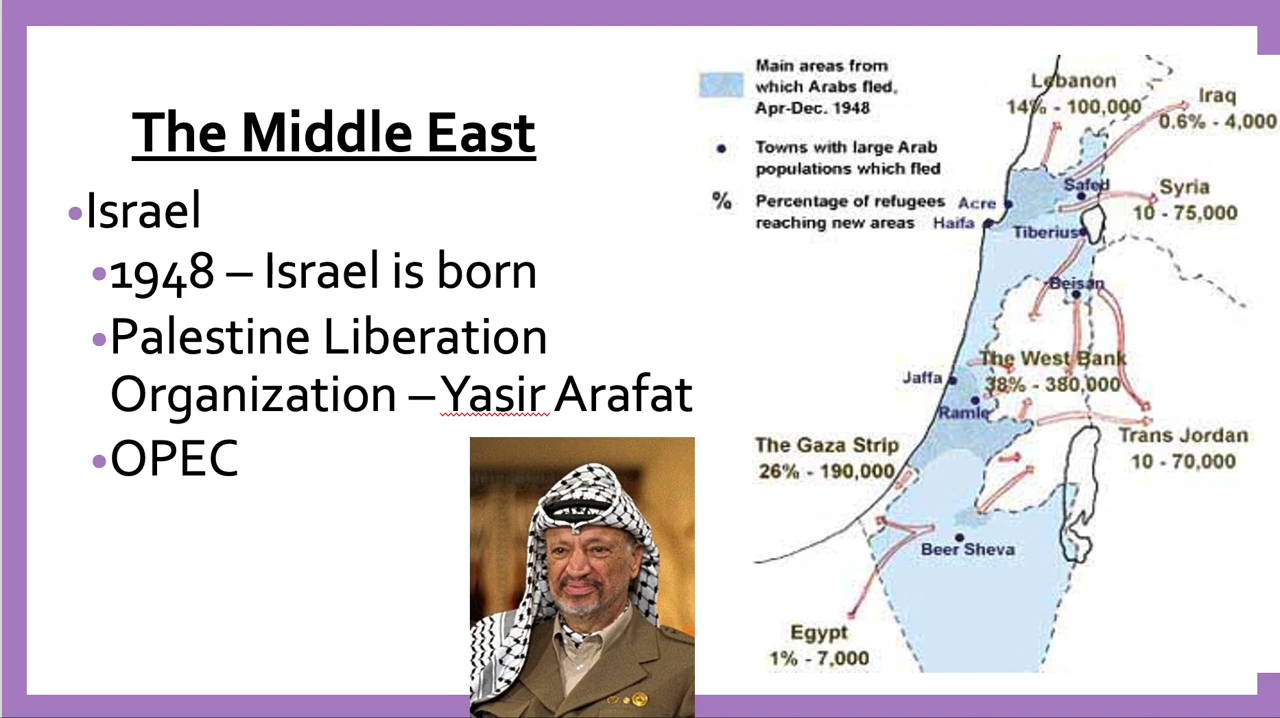 The Middle East
•Israel
•1948 – Israel is born
•Palestine Liberation
Organization – Yasir Arafat
•OPEC
Main areas from
which Arabs fled,
Apr-Dec. 1948
Towns with large Arab
populations which fled
% Percentage of refugees
reaching new areas
Lebanon
14% - 100,000
Iraq
0.6% - 4,000
Safed
Syria
10 - 75,000
Acre
Haifa
Tiberius
Beisan
The West Bank
38% - 380,000
Jaffa
Ramle
The Gaza Strip
26% - 190,000
Trans Jordan
10 - 70,000
Beer Sheva
Egypt
1% - 7,000